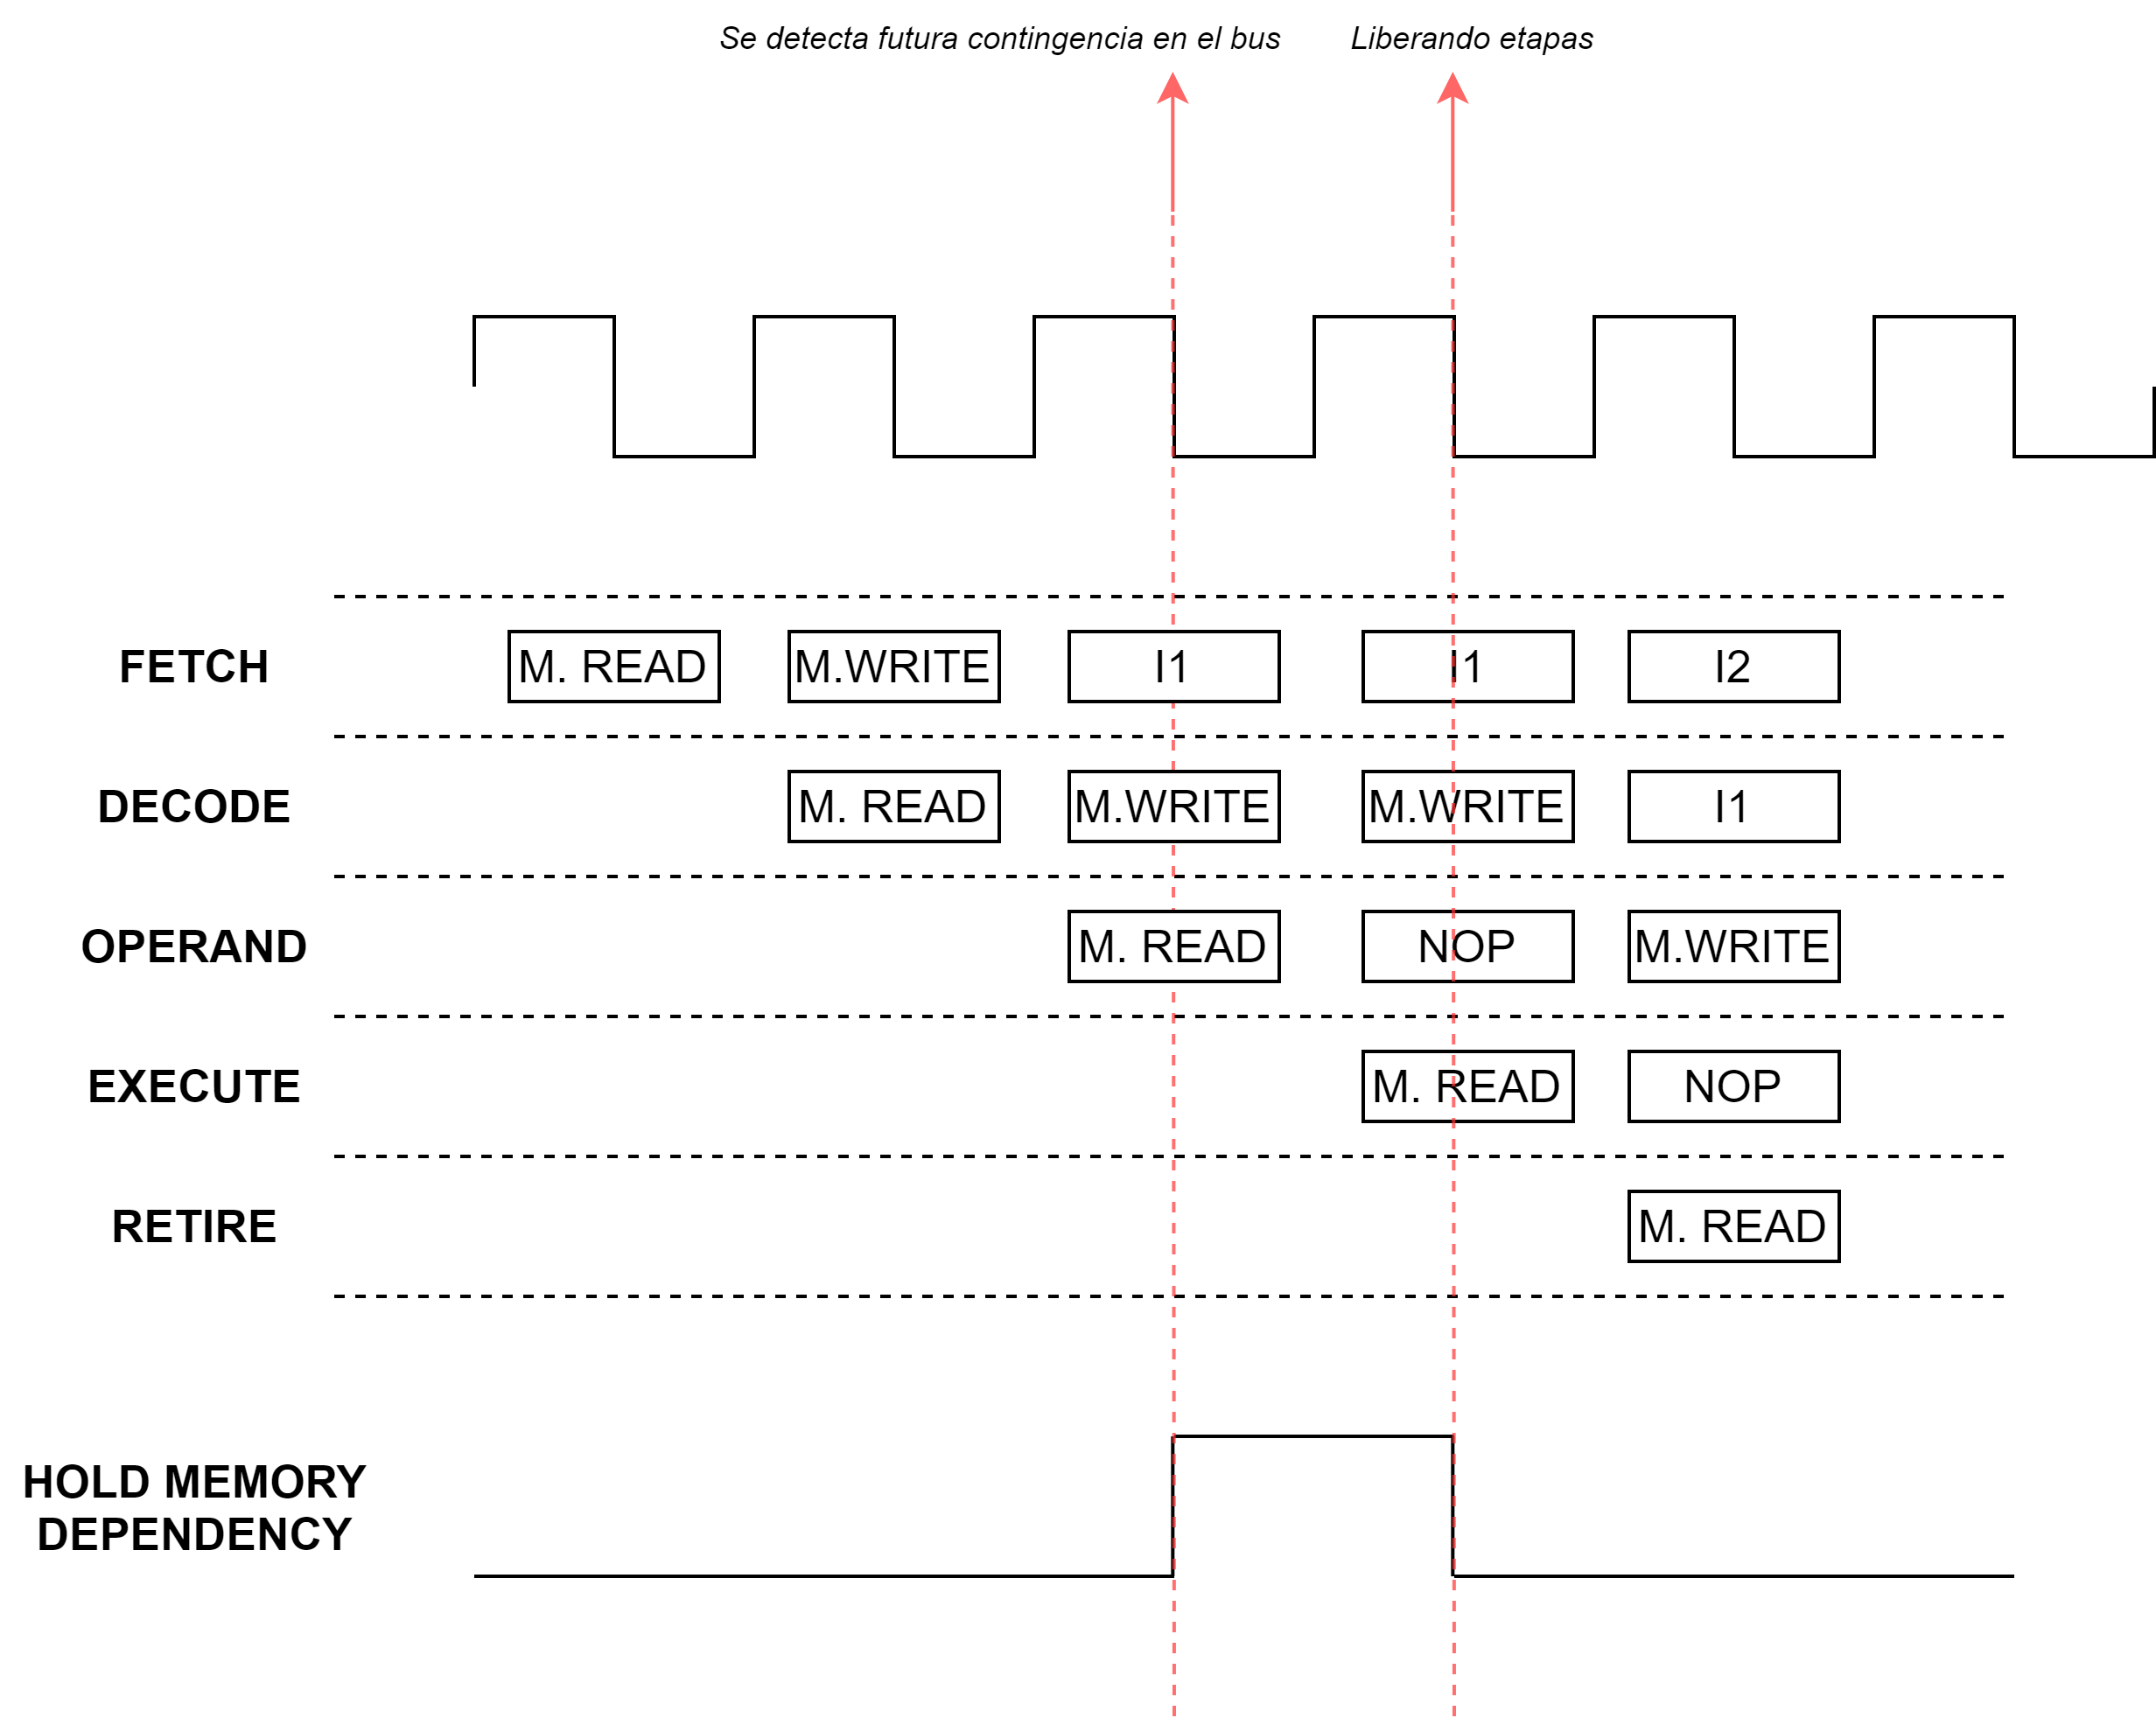 Se detecta futura contingencia en el bus
Liberando etapas
FETCH
M. READ
M.WRITE
I1
I1
I2
DECODE
M. READ
M.WRITE
M.WRITE
I1
OPERAND
M. READ
NOP
M.WRITE
EXECUTE
M. READ
NOP
RETIRE
M. READ
HOLD MEMORY
DEPENDENCY